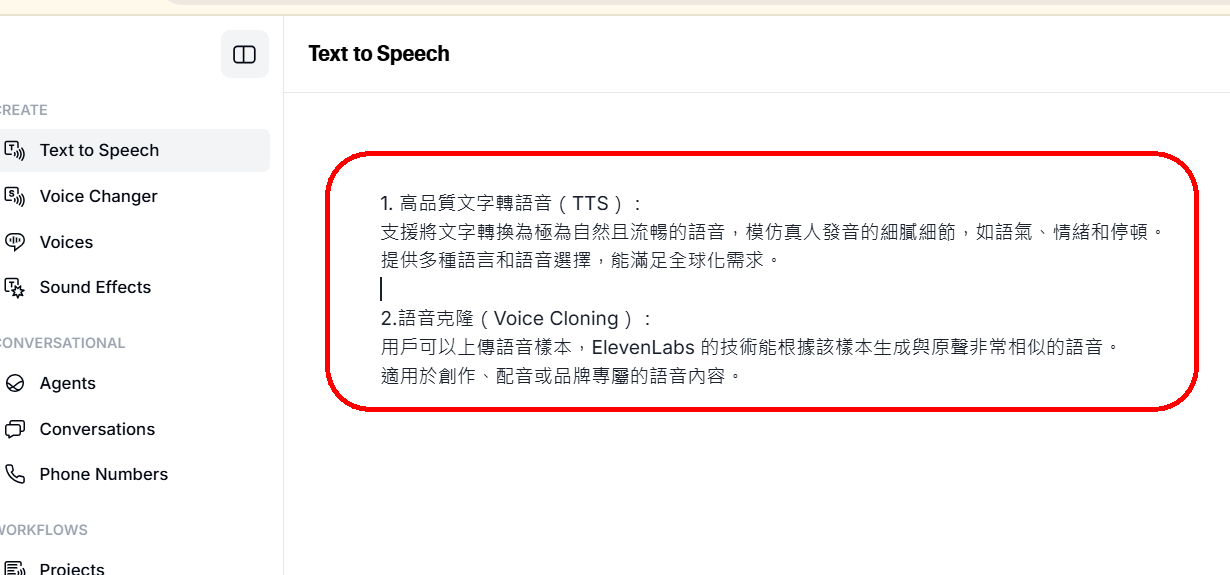 Text to Speech
CREATE
Text to Speech
Voice Changer
Voices
Sound Effects
CONVERSATIONAL
Agents
Conversations
Phone Numbers
WORKFLOWS
Projects
1. 高品質文字轉語音（TTS）：
支援將文字轉換為極為自然且流暢的語音，模仿真人發音的細膩細節，如語氣、情緒和停頓。
提供多種語言和語音選擇，能滿足全球化需求。
2.語音克隆（Voice Cloning）：
用戶可以上傳語音樣本，ElevenLabs 的技術能根據該樣本生成與原聲非常相似的語音。
適用於創作、配音或品牌專屬的語音內容。